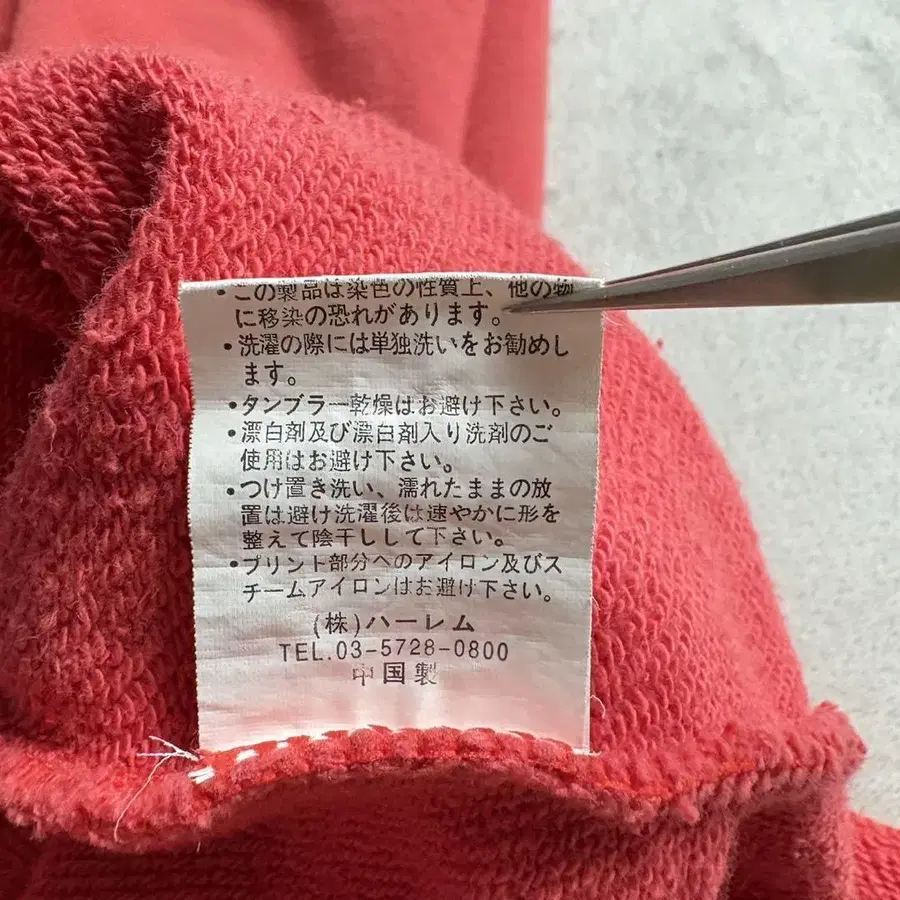 ・この製品は染色の性質上、他の物
に移染の恐れがあります。
・洗濯の際には単独洗いをお勧めし
ます。
・タンブラー乾燥はお避け下さい。
・漂白剤及び漂白剤入り洗剤のご
使用はお避け下さい。
・つけ置き洗い、濡れたままの放
置は避け洗濯後は速やかに形を
整えて陰干しして下さい。
・プリント部分へのアイロン及びス
チームアイロンはお避け下さい。
(株)ハーレム
TEL.03-5728-0800
中国製